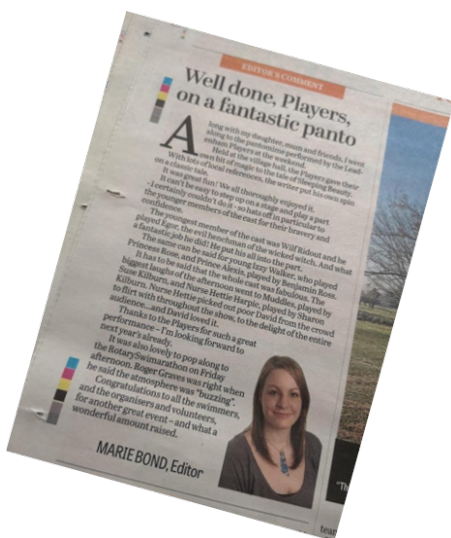 EDITOR'S COMMENT
Well done, Players,
on a fantastic panto
Along with my daughter, mum and friends, I went
along to the pantomime performed by the Lead-
enham Players at the weekend.
Held at the village hall, the Players gave their
own bit of magic to the tale of Sleeping Beauty.
With lots of local references, the writer put his own spin
on a classic tale.
It was great fun! We all thoroughly enjoyed it.
It can't be easy to step up on a stage and play a part
- I certainly couldn't do it - so hats off in particular to
the younger members of the cast for their bravery and
confidence.
The youngest member of the cast was Will Ridout and he
played Igor, the evil henchman of the wicked witch. And what
a fantastic job he did! He put his all into the part.
The same can be said for young Izzy Walker, who played
Princess Rose, and Prince Alexis, played by Benjamin Ross.
It has to be said that the whole cast was fabulous. The
biggest laughs of the afternoon went to Muddles, played by
Suse Kilburn, and Nurse Hettie Harpic, played by Sharon
Kilburn. Nurse Hettie picked out poor David from the crowd
to flirt with throughout the show, to the delight of the entire
audience...and David loved it.
Thanks to the Players for such a great
performance – I'm looking forward to
next year's already.
It was also lovely to pop along to
the Rotary Swimarathon on Friday
afternoon. Roger Graves was right when
he said the atmosphere was "buzzing".
Congratulations to all the swimmers,
and the organisers and volunteers,
for another great event – and what a
wonderful amount raised.
MARIE BOND, Editor
"Th
tear